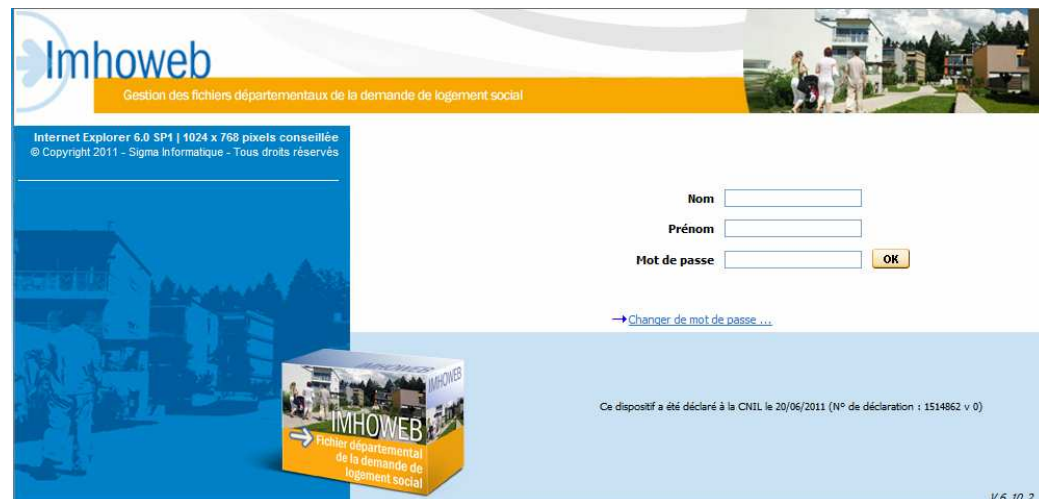 Imhoweb
Gestion des fichiers départementaux de la demande de logement social
Internet Explorer 6.0 SP1 | 1024 x 768 pixels conseillée
© Copyright 2011 - Sigma Informatique - Tous droits réservés
Nom
Prénom
Mot de passe
OK
Changer de mot de passe ...
IMHOWEB
IMHOWEB
IMHOWEB
Fichier départemental
de la demande de
logement social
Ce dispositif a été déclaré à la CNIL le 20/06/2011 (N° de déclaration : 1514862 v 0)
V 6.10.2